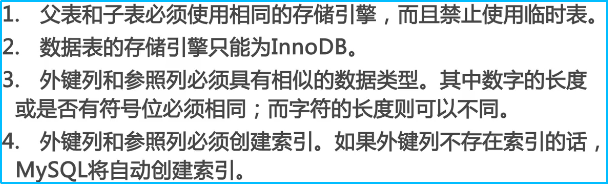 1. 父表和子表必须使用相同的存储引擎，而且禁止使用临时表。
2. 数据表的存储引擎只能为InnoDB。
3. 外键列和参照列必须具有相似的数据类型。其中数字的长度
或是否有符号位必须相同；而字符的长度则可以不同。
4. 外键列和参照列必须创建索引。如果外键列不存在索引的话，
MySQL将自动创建索引。